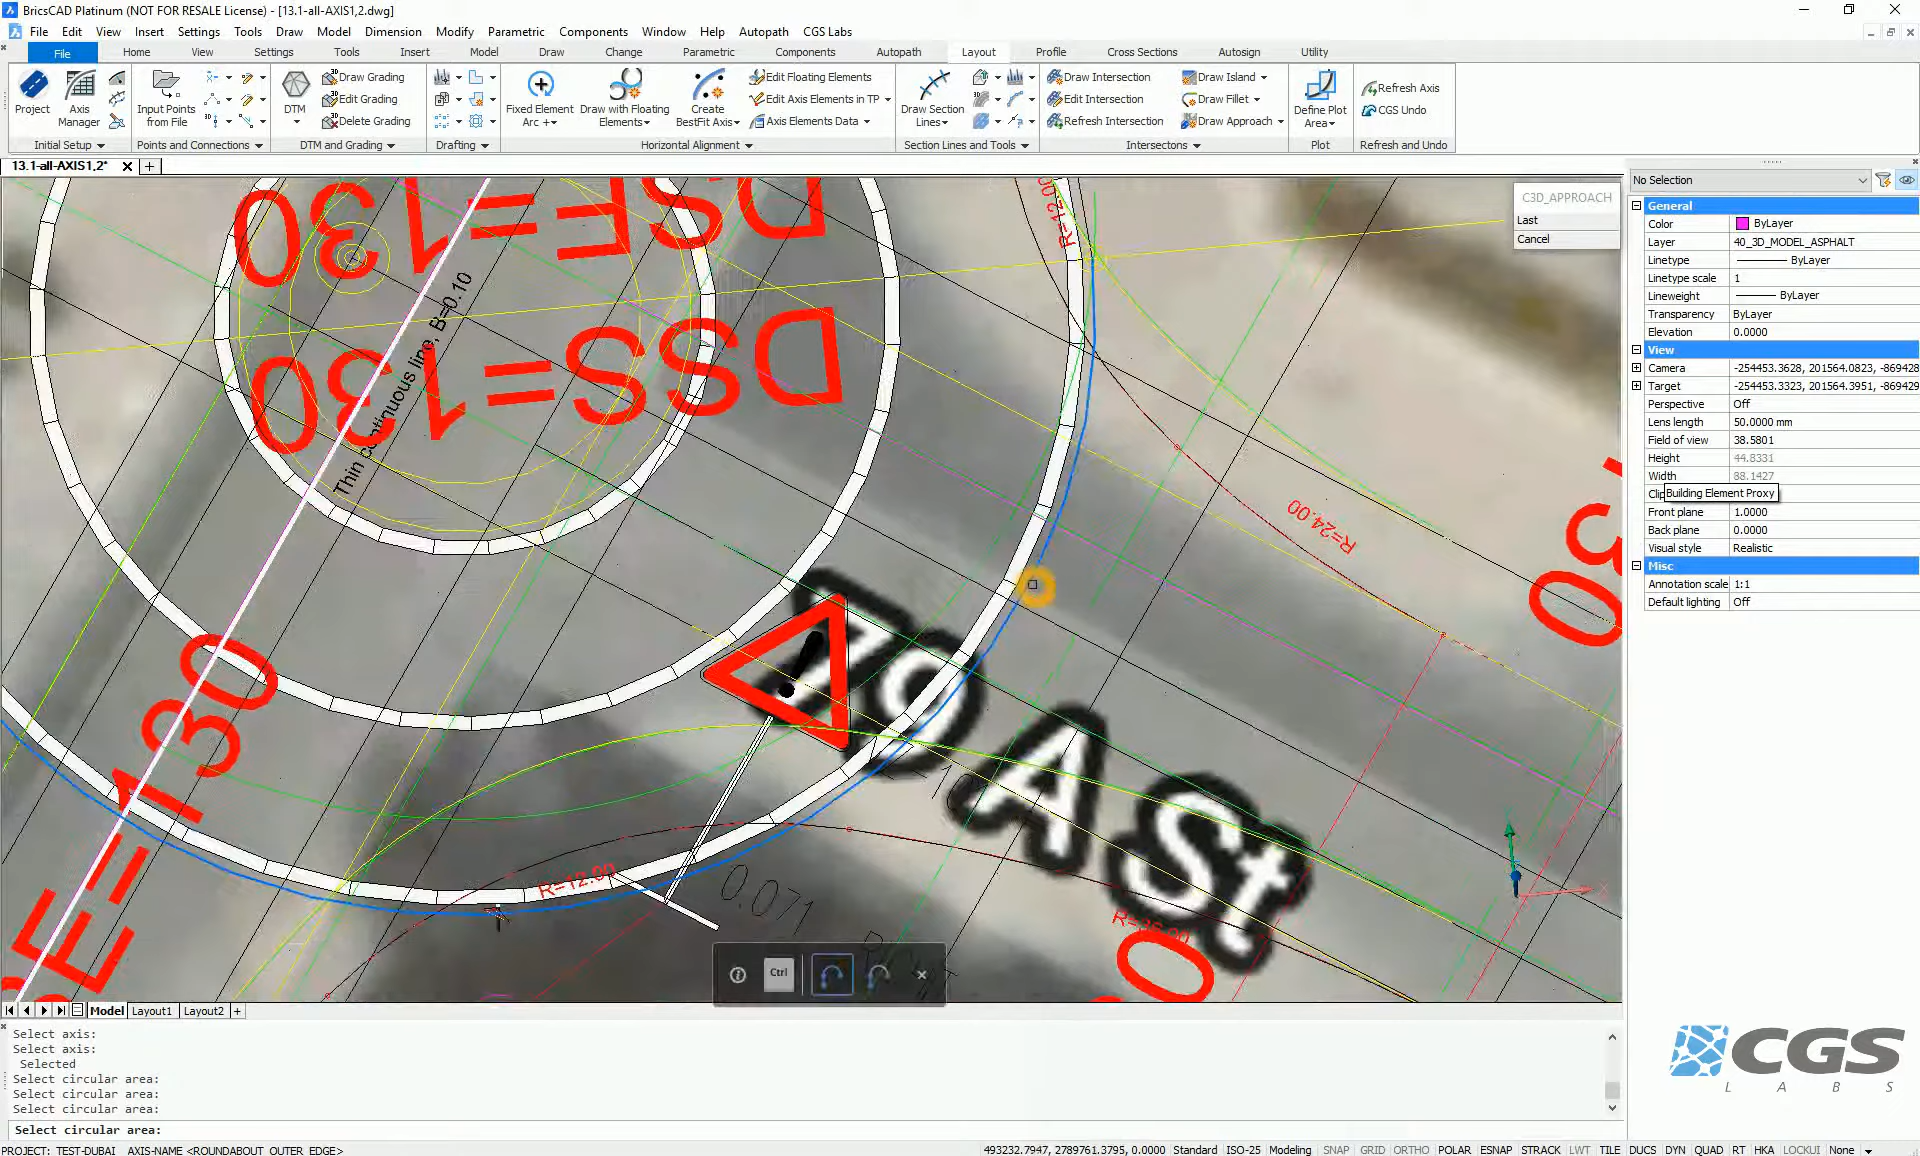 BricsCAD Platinum (NOT FOR RESALE License) - [13.1-all-AXIS1,2.dwg]
File Edit View Insert Settings Tools Draw Model Dimension Modify Parametric Components Window Help Autopath CGS Labs
File Home View Settings Tools Insert Model Draw Change Parametric Components Autopath Layout Profile Cross Sections Autosign Utility
Project
Axis Manager
Input Points from File
DTM
Draw Grading
Edit Grading
Delete Grading
Fixed Element Arc +
Draw with Floating Elements
Create BestFit Axis
Edit Floating Elements
Edit Axis Elements in TP
Axis Elements Data
Draw Section Lines
Draw Intersection
Edit Intersection
Refresh Intersection
Draw Island
Draw Fillet
Draw Approach
Define Plot Area
Refresh Axis
CGS Undo
Initial Setup Points and Connections DTM and Grading Drafting Horizontal Alignment Section Lines and Tools Intersectons Plot Refresh and Undo
13.1-all-AXIS1,2*
C3D_APPROACH
Last
Cancel
DSE=130
DSS=130
Thin continuous line, B=0.10
R=12.00
R=24.00
SE=130
R=12.00
0.071
R=36.00
79 A St
X
Ctrl
No Selection
General
Color ByLayer
Layer 40_3D_MODEL_ASPHALT
Linetype ByLayer
Linetype scale 1
Lineweight ByLayer
Transparency ByLayer
Elevation 0.0000
View
Camera -254453.3628, 201564.0823, -869428
Target -254453.3323, 201564.3951, -869429
Perspective Off
Lens length 50.0000 mm
Field of view 38.5801
Height 44.8331
Width 88.1427
Clip
Building Element Proxy
Front plane 1.0000
Back plane 0.0000
Visual style Realistic
Misc
Annotation scale 1:1
Default lighting Off
Model Layout1 Layout2 +
Select axis:
Select axis:
Selected
Select circular area:
Select circular area:
Select circular area:
Select circular area:
CGS
LABS
PROJECT: TEST-DUBAI AXIS-NAME <ROUNDABOUT OUTER EDGE>
493232.7947, 2789761.3795, 0.0000 Standard ISO-25 Modeling SNAP GRID ORTHO POLAR ESNAP STRACK LWT TILE DUCS DYN QUAD RT HKA LOCKUI None